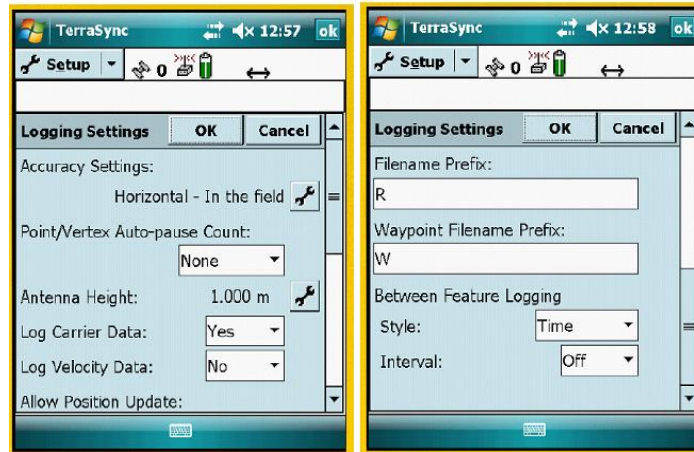 TerraSync 12:57 ok
Setup 0
Logging Settings OK Cancel
Accuracy Settings:
Horizontal - In the field
Point/Vertex Auto-pause Count:
None
Antenna Height: 1.000 m
Log Carrier Data: Yes
Log Velocity Data: No
Allow Position Update:
TerraSync 12:58 ok
Setup 0
Logging Settings OK Cancel
Filename Prefix:
R
Waypoint Filename Prefix:
W
Between Feature Logging
Style: Time
Interval: Off